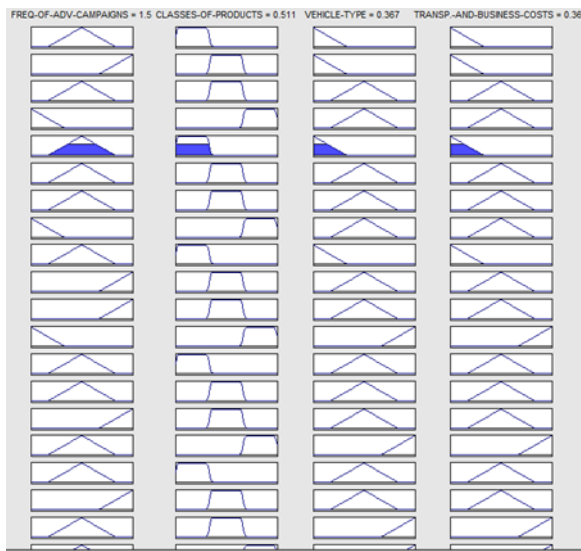 FREQ-OF-ADV-CAMPAIGNS = 1.5 CLASSES-OF-PRODUCTS = 0.511 VEHICLE-TYPE = 0.367 TRANSP.-AND-BUSINESS-COSTS = 0.36